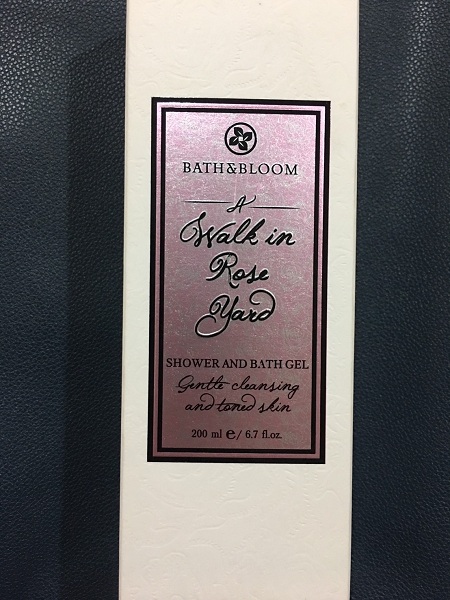 BATH&BLOOM
A
Walk in
Rose
Yard
SHOWER AND BATH GEL
Gentle cleansing
and toned skin
200 ml ℮/ 6.7 fl.oz.